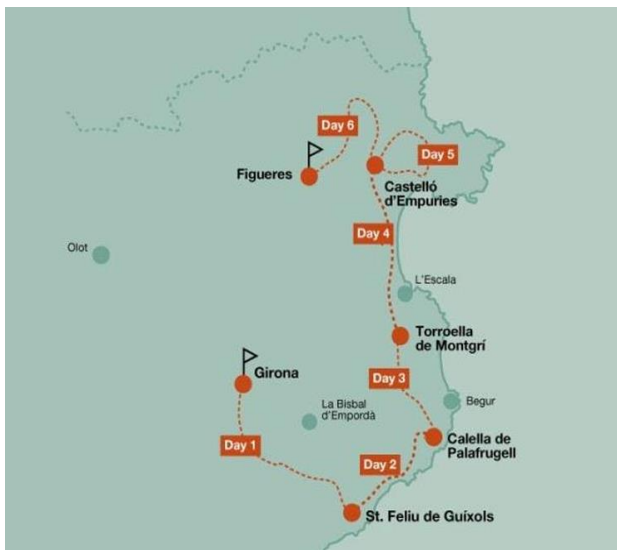 Day 6
Day 5
Figueres
Castelló
d'Empuries
Day 4
Olot
L'Escala
Torroella
de Montgrí
Girona
Day 3
La Bisbal
d'Empordà
Begur
Day 1
Calella de
Palafrugell
Day 2
St. Feliu de Guíxols